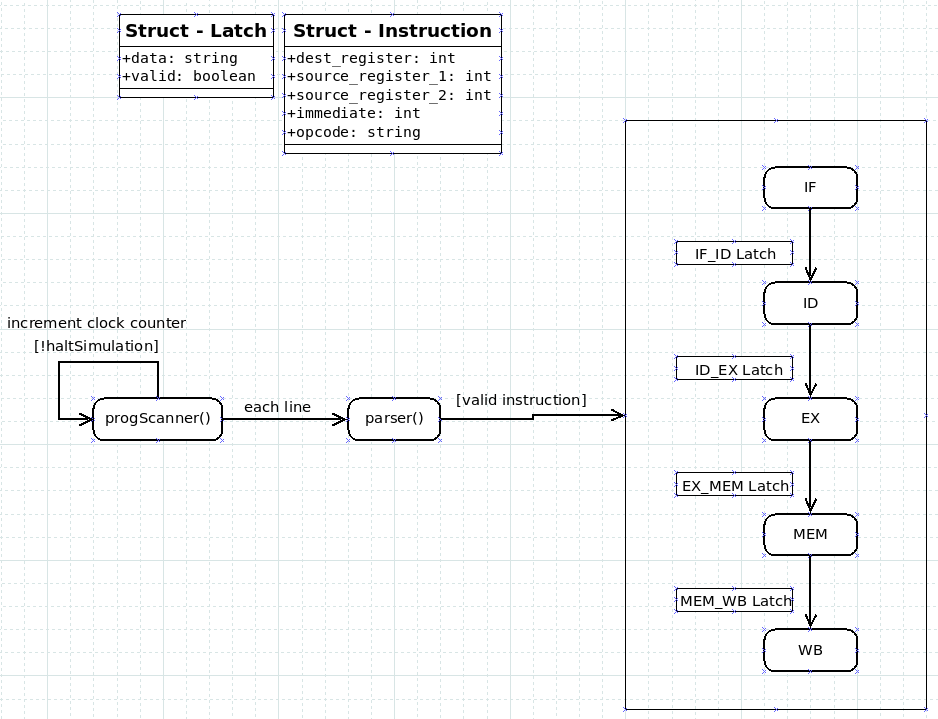 Struct - Latch
+data: string
+valid: boolean
Struct - Instruction
+dest_register: int
+source_register_1: int
+source_register_2: int
+immediate: int
+opcode: string
increment clock counter
[!haltSimulation]
progScanner()
each line
parser()
[valid instruction]
IF
IF_ID Latch
ID
ID_EX Latch
EX
EX_MEM Latch
MEM
MEM_WB Latch
WB